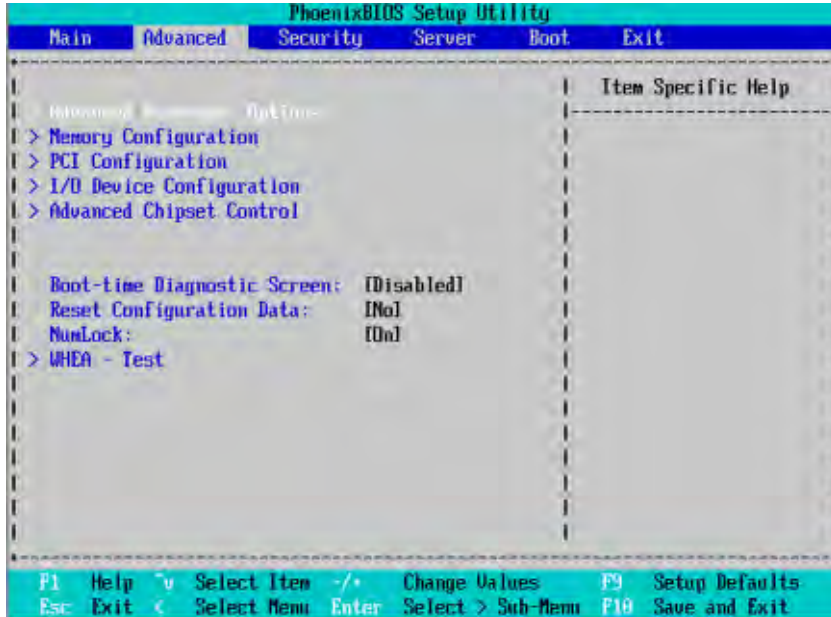 PhoenixBIOS Setup Utility
Main Advanced Security Server Boot Exit
Item Specific Help
Advanced Options
> Memory Configuration
> PCI Configuration
> I/O Device Configuration
> Advanced Chipset Control
Boot-time Diagnostic Screen: [Disabled]
Reset Configuration Data: [No]
NumLock: [On]
> WHEA - Test
F1 Help ^v Select Item -/+ Change Values F9 Setup Defaults
Esc Exit < Select Menu Enter Select > Sub-Menu F10 Save and Exit